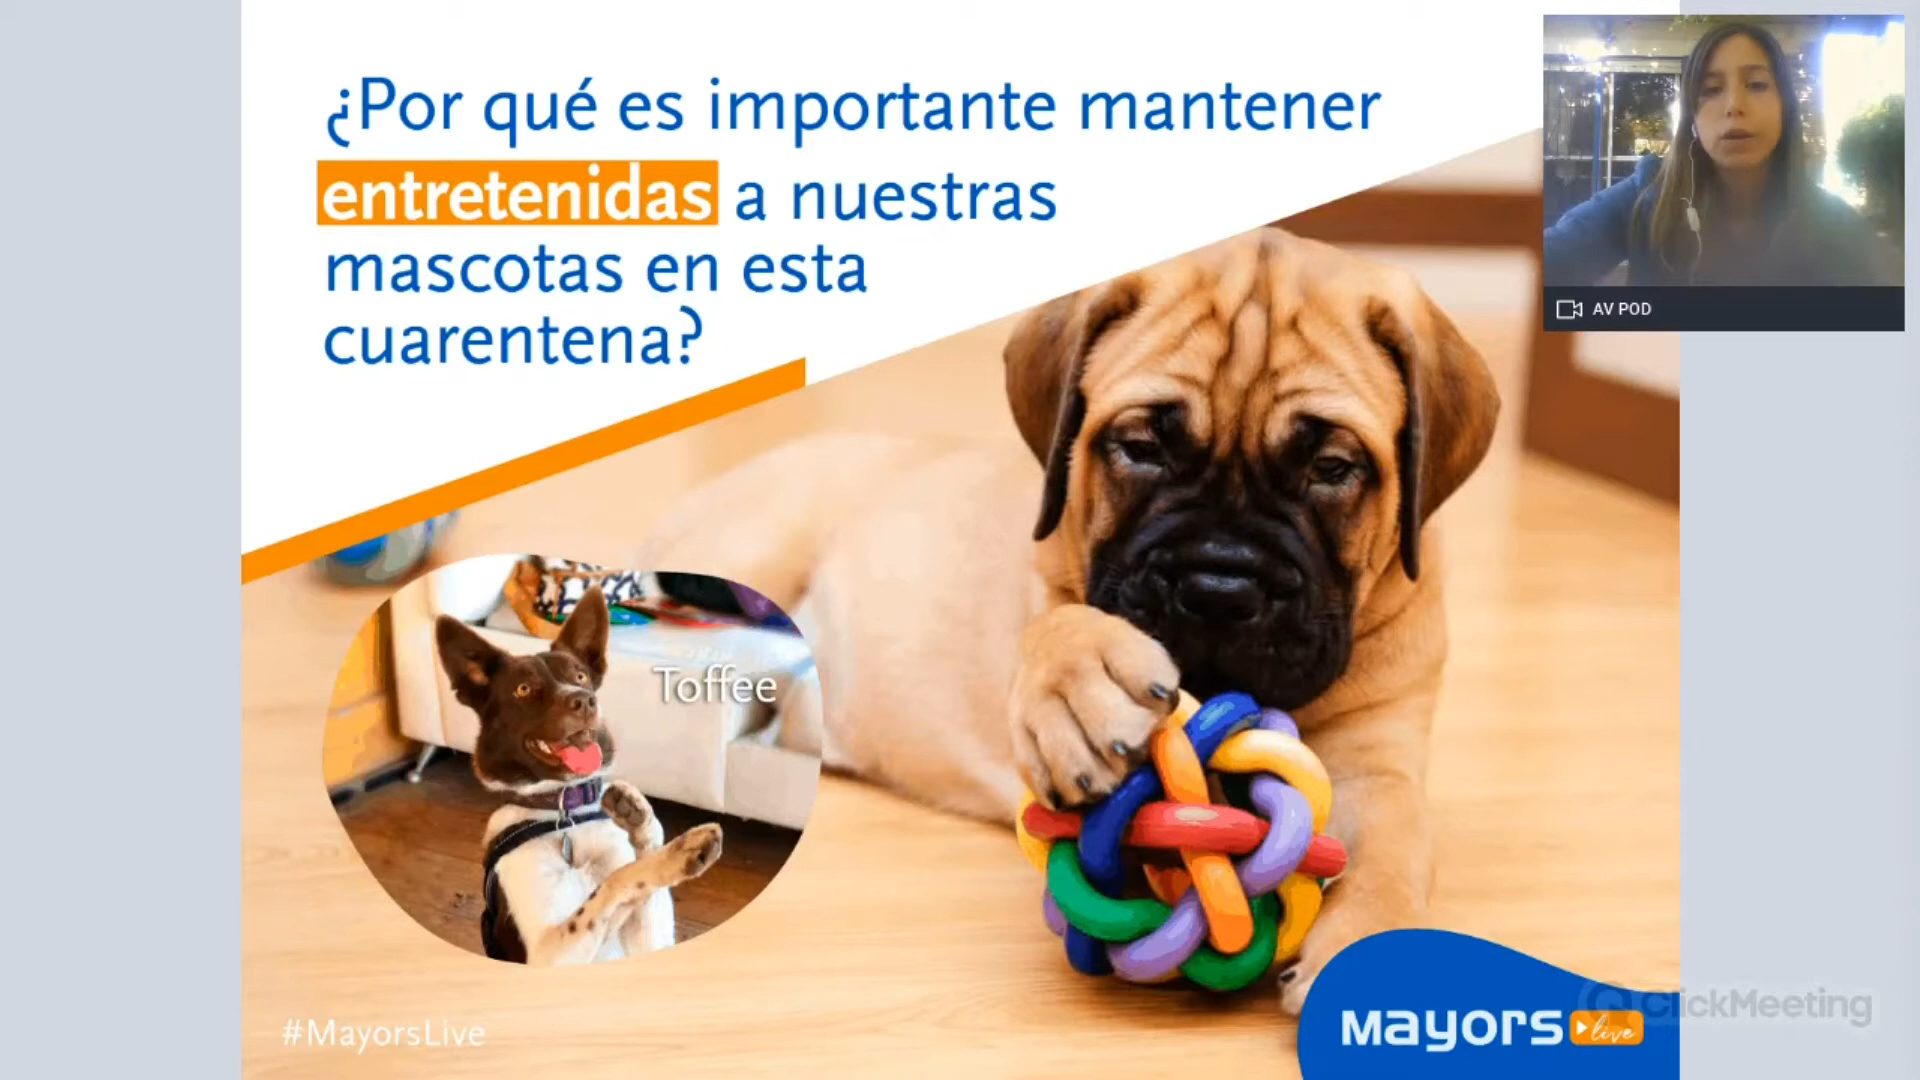 ¿Por qué es importante mantener
entretenidas a nuestras
mascotas en esta
cuarentena?
AV POD
Toffee
#MayorsLive
MAYORS live
ClickMeeting